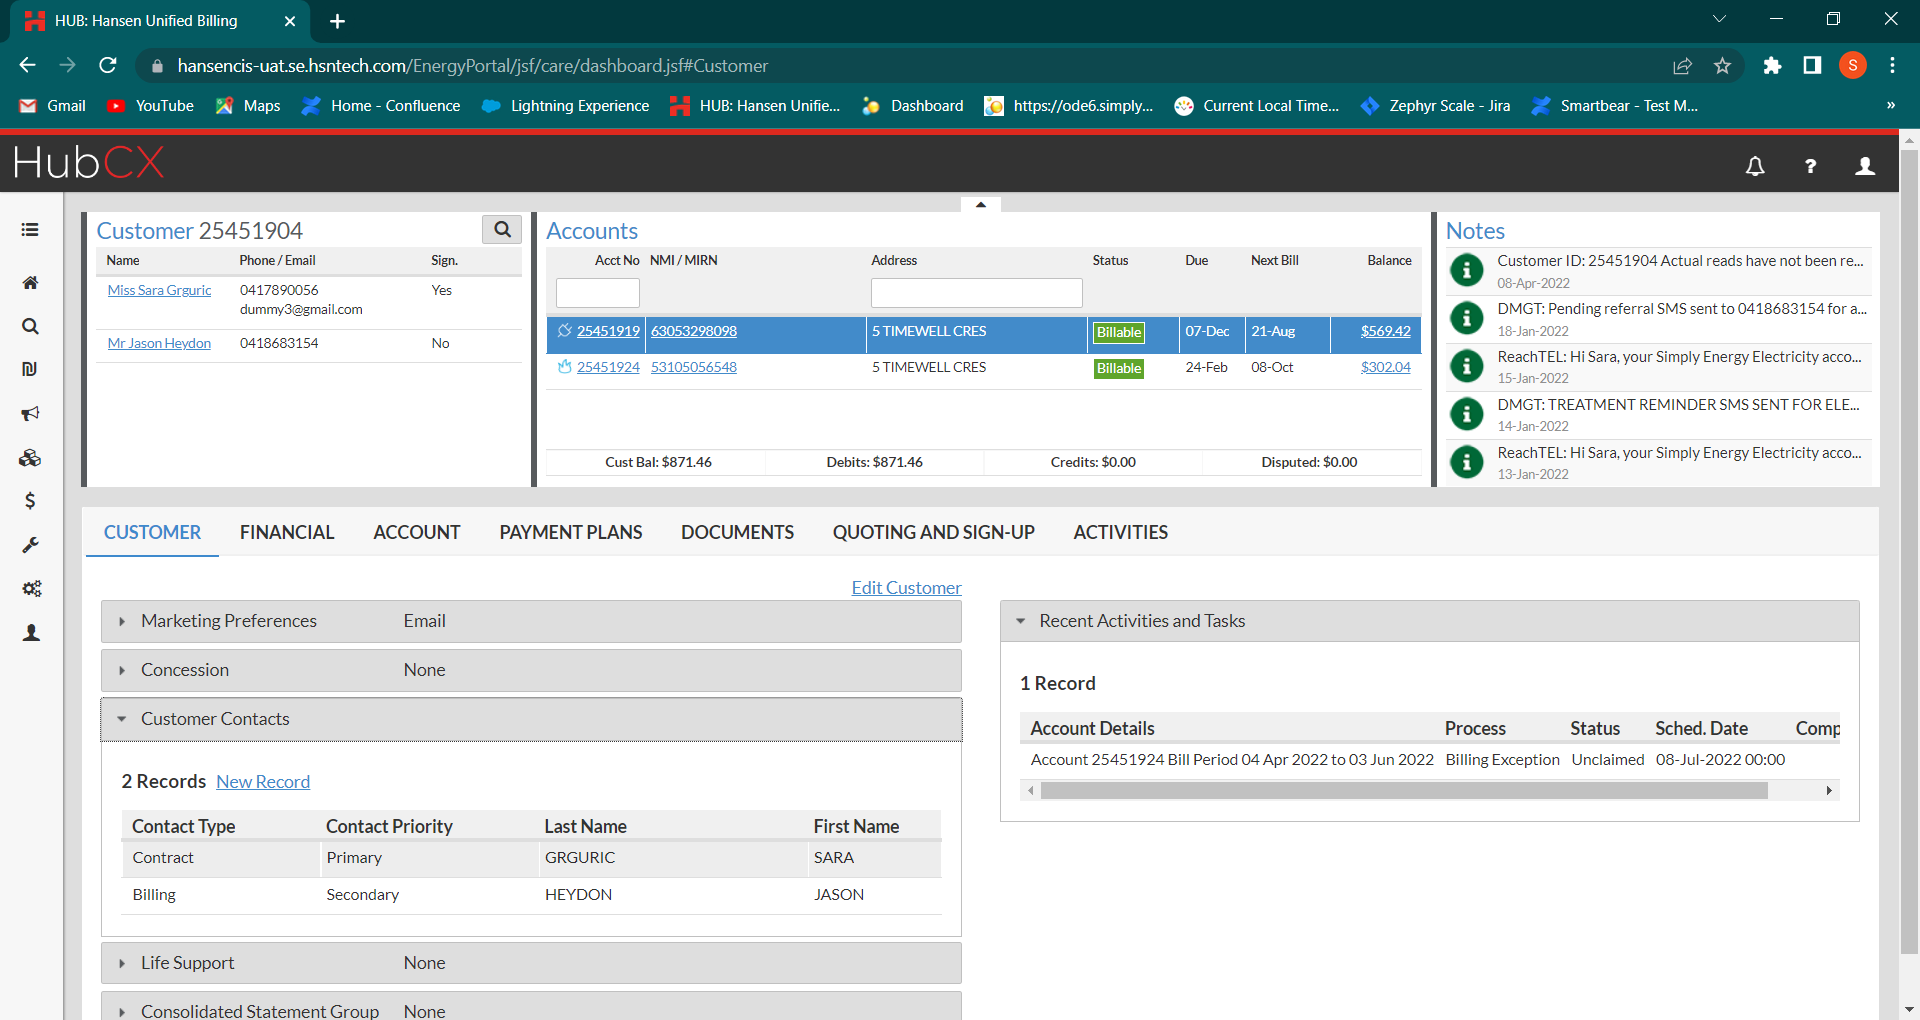 HUB: Hansen Unified Billing
hansencis-uat.se.hsntech.com/EnergyPortal/jsf/care/dashboard.jsf#Customer
S
Gmail YouTube Maps Home - Confluence Lightning Experience HUB: Hansen Unifie... Dashboard https://ode6.simply... Current Local Time... Zephyr Scale - Jira Smartbear - Test M... »
HubCX
?
Customer 25451904
Name Phone / Email Sign.
Miss Sara Grguric 0417890056 Yes
dummy3@gmail.com
Mr Jason Heydon 0418683154 No
Accounts
Acct No NMI / MIRN Address Status Due Next Bill Balance
25451919 63053298098 5 TIMEWELL CRES Billable 07-Dec 21-Aug $569.42
25451924 53105056548 5 TIMEWELL CRES Billable 24-Feb 08-Oct $302.04
Cust Bal: $871.46 Debits: $871.46 Credits: $0.00 Disputed: $0.00
Notes
Customer ID: 25451904 Actual reads have not been re...
08-Apr-2022
DMGT: Pending referral SMS sent to 0418683154 for a...
18-Jan-2022
ReachTEL: Hi Sara, your Simply Energy Electricity acco...
15-Jan-2022
DMGT: TREATMENT REMINDER SMS SENT FOR ELE...
14-Jan-2022
ReachTEL: Hi Sara, your Simply Energy Electricity acco...
13-Jan-2022
CUSTOMER FINANCIAL ACCOUNT PAYMENT PLANS DOCUMENTS QUOTING AND SIGN-UP ACTIVITIES
Edit Customer
Marketing Preferences Email
Concession None
Customer Contacts
2 Records New Record
Contact Type Contact Priority Last Name First Name
Contract Primary GRGURIC SARA
Billing Secondary HEYDON JASON
Life Support None
Consolidated Statement Group None
Recent Activities and Tasks
1 Record
Account Details Process Status Sched. Date Comp
Account 25451924 Bill Period 04 Apr 2022 to 03 Jun 2022 Billing Exception Unclaimed 08-Jul-2022 00:00